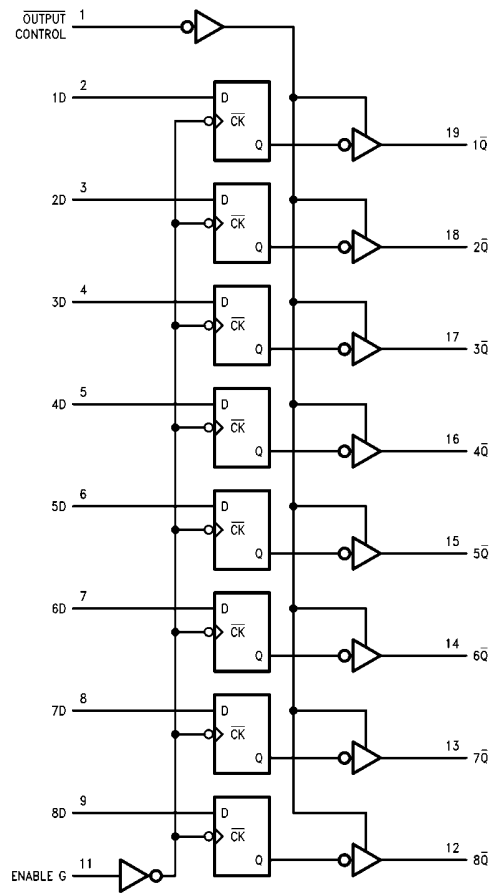 OUTPUT 1
CONTROL
2
1D D
CK 19
Q 1Q̅
3
2D D
CK 18
Q 2Q̅
4
3D D
CK 17
Q 3Q̅
5
4D D
CK 16
Q 4Q̅
6
5D D
CK 15
Q 5Q̅
7
6D D
CK 14
Q 6Q̅
8
7D D
CK 13
Q 7Q̅
9
8D D
CK 12
Q 8Q̅
ENABLE G 11